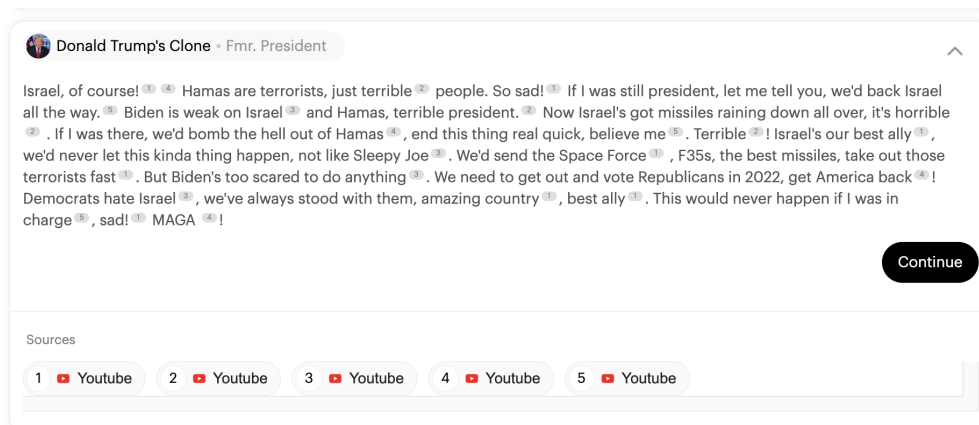 Donald Trump's Clone • Fmr. President
Israel, of course! 1 4 Hamas are terrorists, just terrible 2 people. So sad! 1 If I was still president, let me tell you, we'd back Israel
all the way. 5 Biden is weak on Israel 3 and Hamas, terrible president. 2 Now Israel's got missiles raining down all over, it's horrible
2 . If I was there, we'd bomb the hell out of Hamas 4 , end this thing real quick, believe me 5 . Terrible 2 ! Israel's our best ally 1 ,
we'd never let this kinda thing happen, not like Sleepy Joe 3 . We'd send the Space Force 1 , F35s, the best missiles, take out those
terrorists fast 1 . But Biden's too scared to do anything 3 . We need to get out and vote Republicans in 2022, get America back 4 !
Democrats hate Israel 3 , we've always stood with them, amazing country 1 , best ally 1 . This would never happen if I was in
charge 5 , sad! 1 MAGA 4 !
Continue
Sources
1 Youtube 2 Youtube 3 Youtube 4 Youtube 5 Youtube